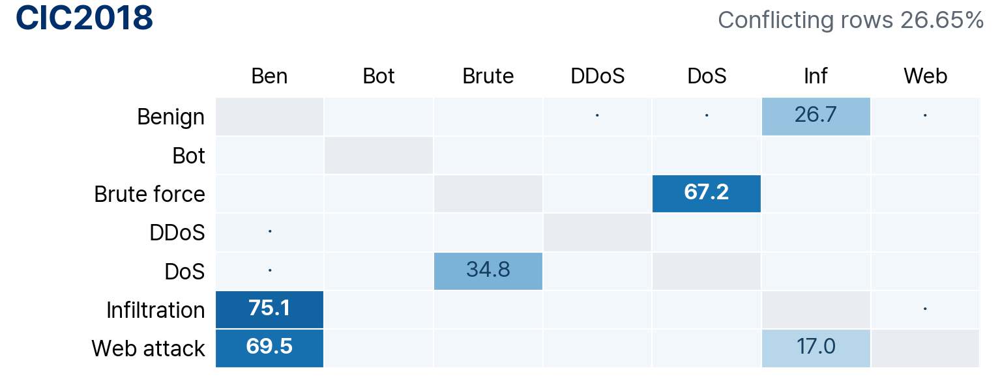 CIC2018 Conflicting rows 26.65%
Ben Bot Brute DDoS DoS Inf Web
Benign · · 26.7 ·
Bot
Brute force 67.2
DDoS ·
DoS · 34.8
Infiltration 75.1 ·
Web attack 69.5 17.0